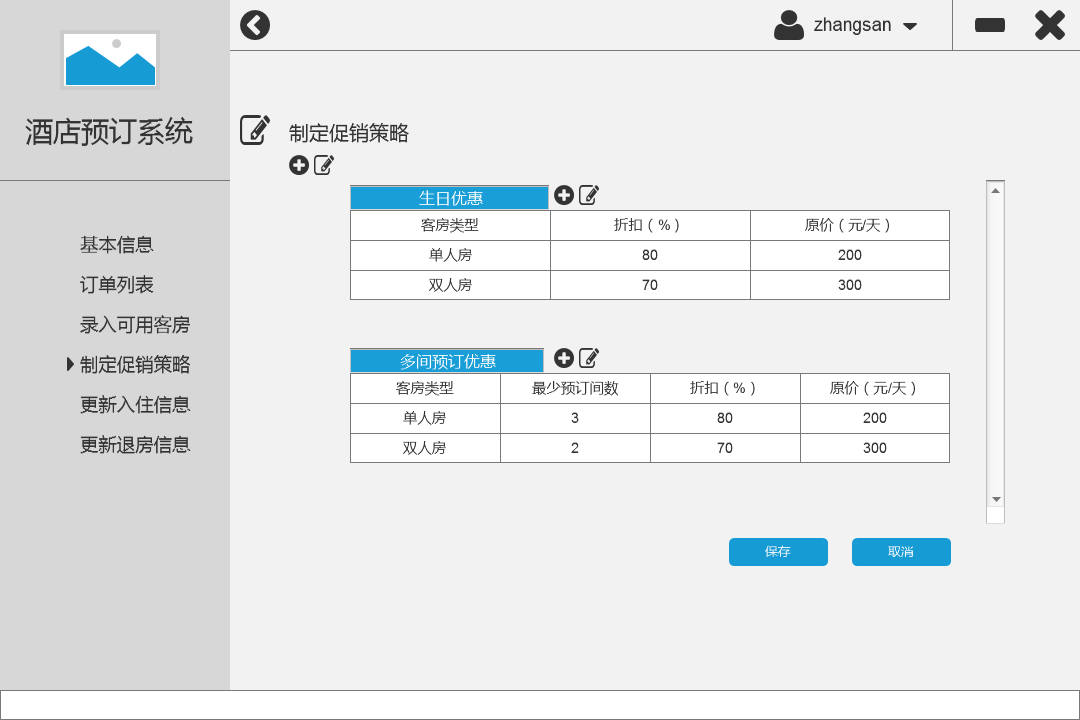 zhangsan
酒店预订系统
基本信息
订单列表
录入可用客房
制定促销策略
更新入住信息
更新退房信息
制定促销策略
生日优惠
客房类型 折扣（%） 原价（元/天）
单人房 80 200
双人房 70 300
多间预订优惠
客房类型 最少预订间数 折扣（%） 原价（元/天）
单人房 3 80 200
双人房 2 70 300
保存 取消